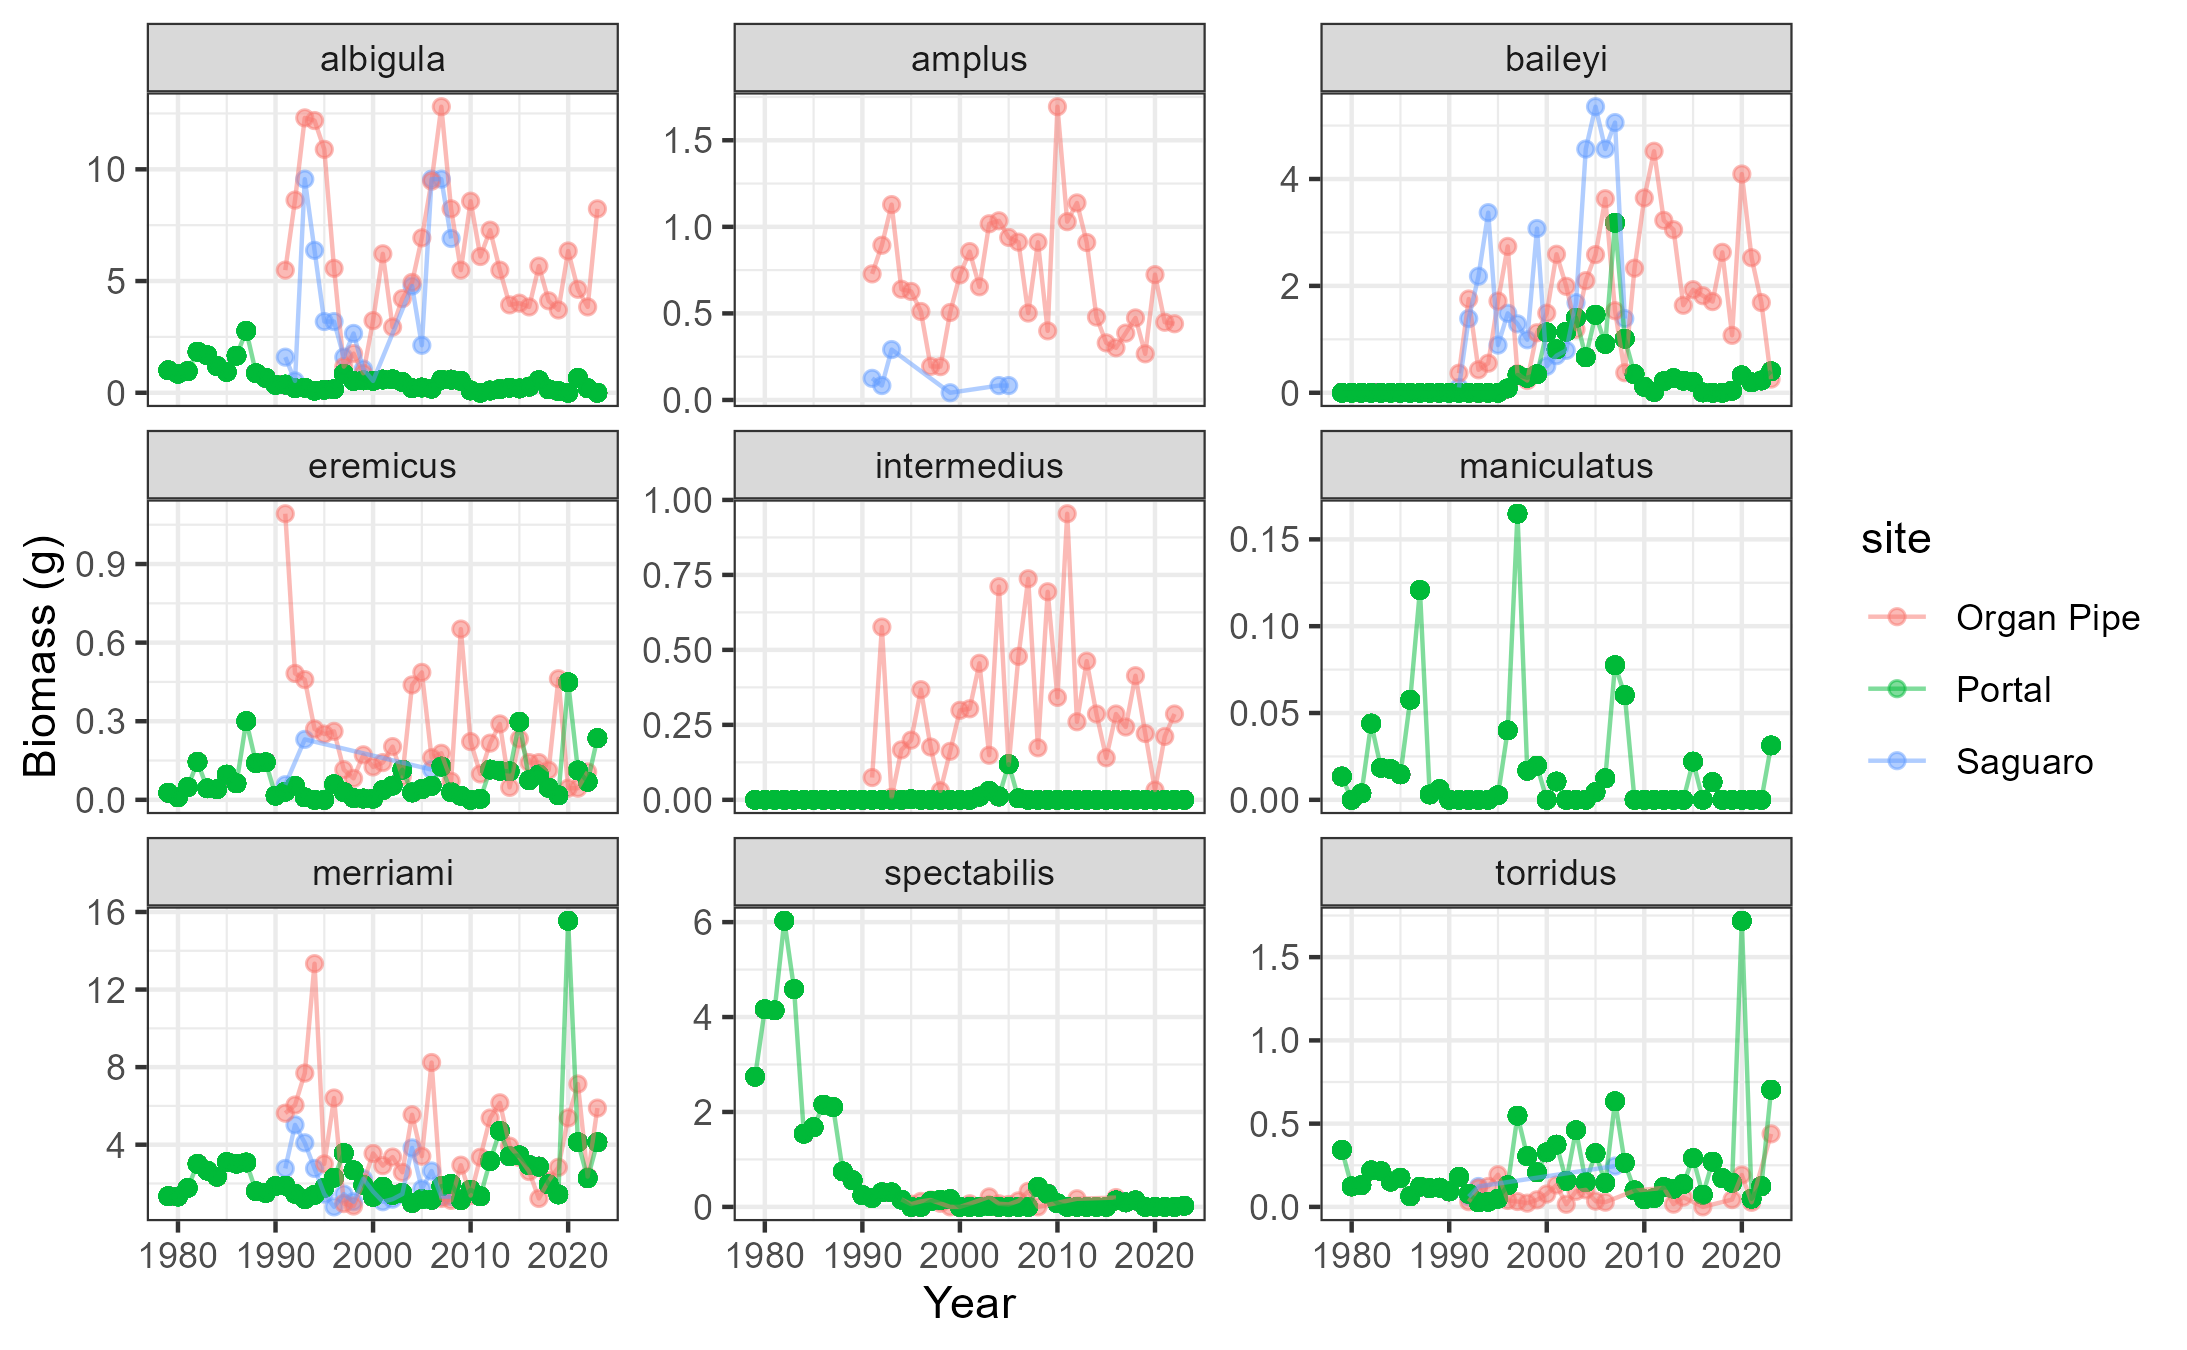 albigula
amplus
baileyi
10
5
0
1.5
1.0
0.5
0.0
4
2
0
eremicus
intermedius
maniculatus
0.9
0.6
0.3
0.0
1.00
0.75
0.50
0.25
0.00
0.15
0.10
0.05
0.00
merriami
spectabilis
torridus
16
12
8
4
6
4
2
0
1.5
1.0
0.5
0.0
1980 1990 2000 2010 2020
1980 1990 2000 2010 2020
1980 1990 2000 2010 2020
Year
Biomass (g)
site
Organ Pipe
Portal
Saguaro